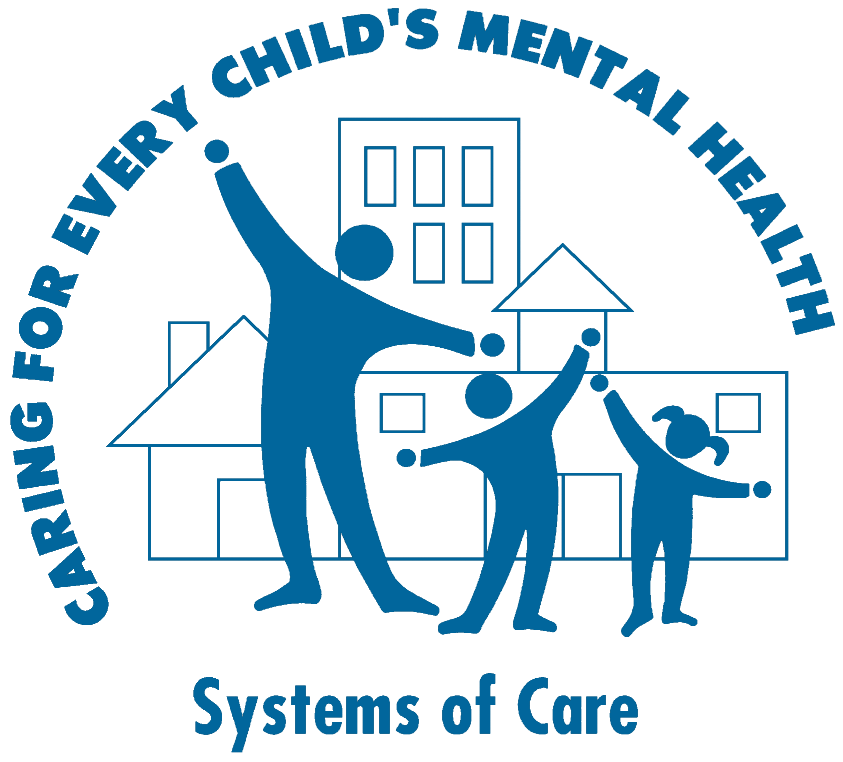 CARING FOR EVERY CHILD'S MENTAL HEALTH
Systems of Care